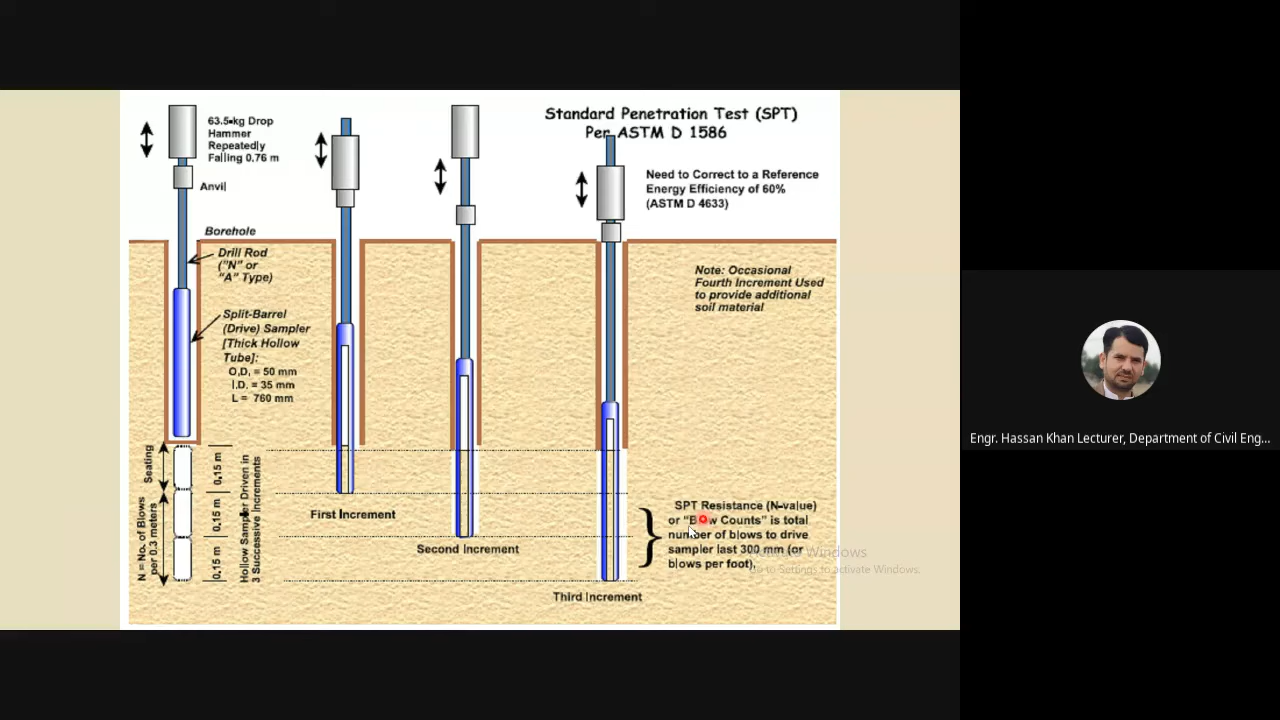 Standard Penetration Test (SPT)
Per ASTM D 1586
63.5-kg Drop
Hammer
Repeatedly
Falling 0.76 m
Anvil
Need to Correct to a Reference
Energy Efficiency of 60%
(ASTM D 4633)
Borehole
Drill Rod
("N" or
"A" Type)
Note: Occasional
Fourth Increment Used
to provide additional
soil material
Split-Barrel
(Drive) Sampler
[Thick Hollow
Tube]:
O.D. = 50 mm
I.D. = 35 mm
L = 760 mm
Seating
N = No. of Blows
per 0.3 meters
0.15 m
0.15 m
0.15 m
Hollow Sampler Driven in
3 Successive Increments
First Increment
Second Increment
Third Increment
SPT Resistance (N-value)
or "Blow Counts" is total
number of blows to drive
sampler last 300 mm (or
blows per foot).
Activate Windows
Go to Settings to activate Windows.
Engr. Hassan Khan Lecturer, Department of Civil Eng...